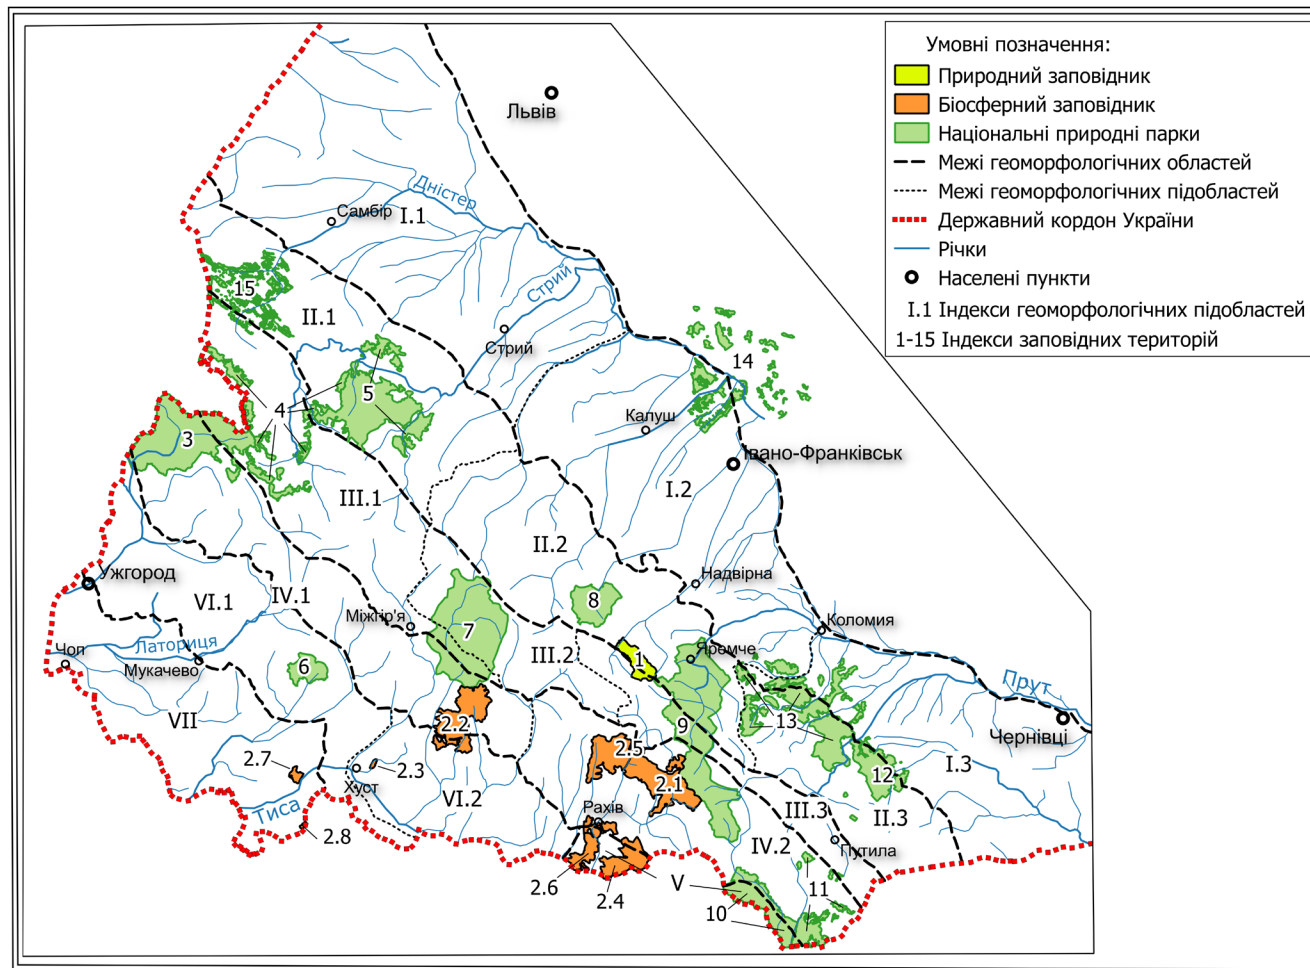 Умовні позначення:
Природний заповідник
Біосферний заповідник
Національні природні парки
Межі геоморфологічних областей
Межі геоморфологічних підобластей
Державний кордон України
Річки
Населені пункти
I.1 Індекси геоморфологічних підобластей
1-15 Індекси заповідних територій
Львів
Дністер
Самбір
I.1
Стрий
15
II.1
Стрий
14
5
4
Калуш
3
Івано-Франківськ
I.2
III.1
II.2
Ужгород
Надвірна
VI.1
IV.1
8
Міжгір'я
7
Коломия
Латориця
Чоп
Мукачево
6
III.2
1
Яремче
Прут
VII
2.2
9
13
Чернівці
2.5
2.7
2.3
2.1
12
I.3
Хуст
VI.2
Тиса
Рахів
III.3
II.3
2.8
IV.2
Путила
2.6
2.4
V
11
10